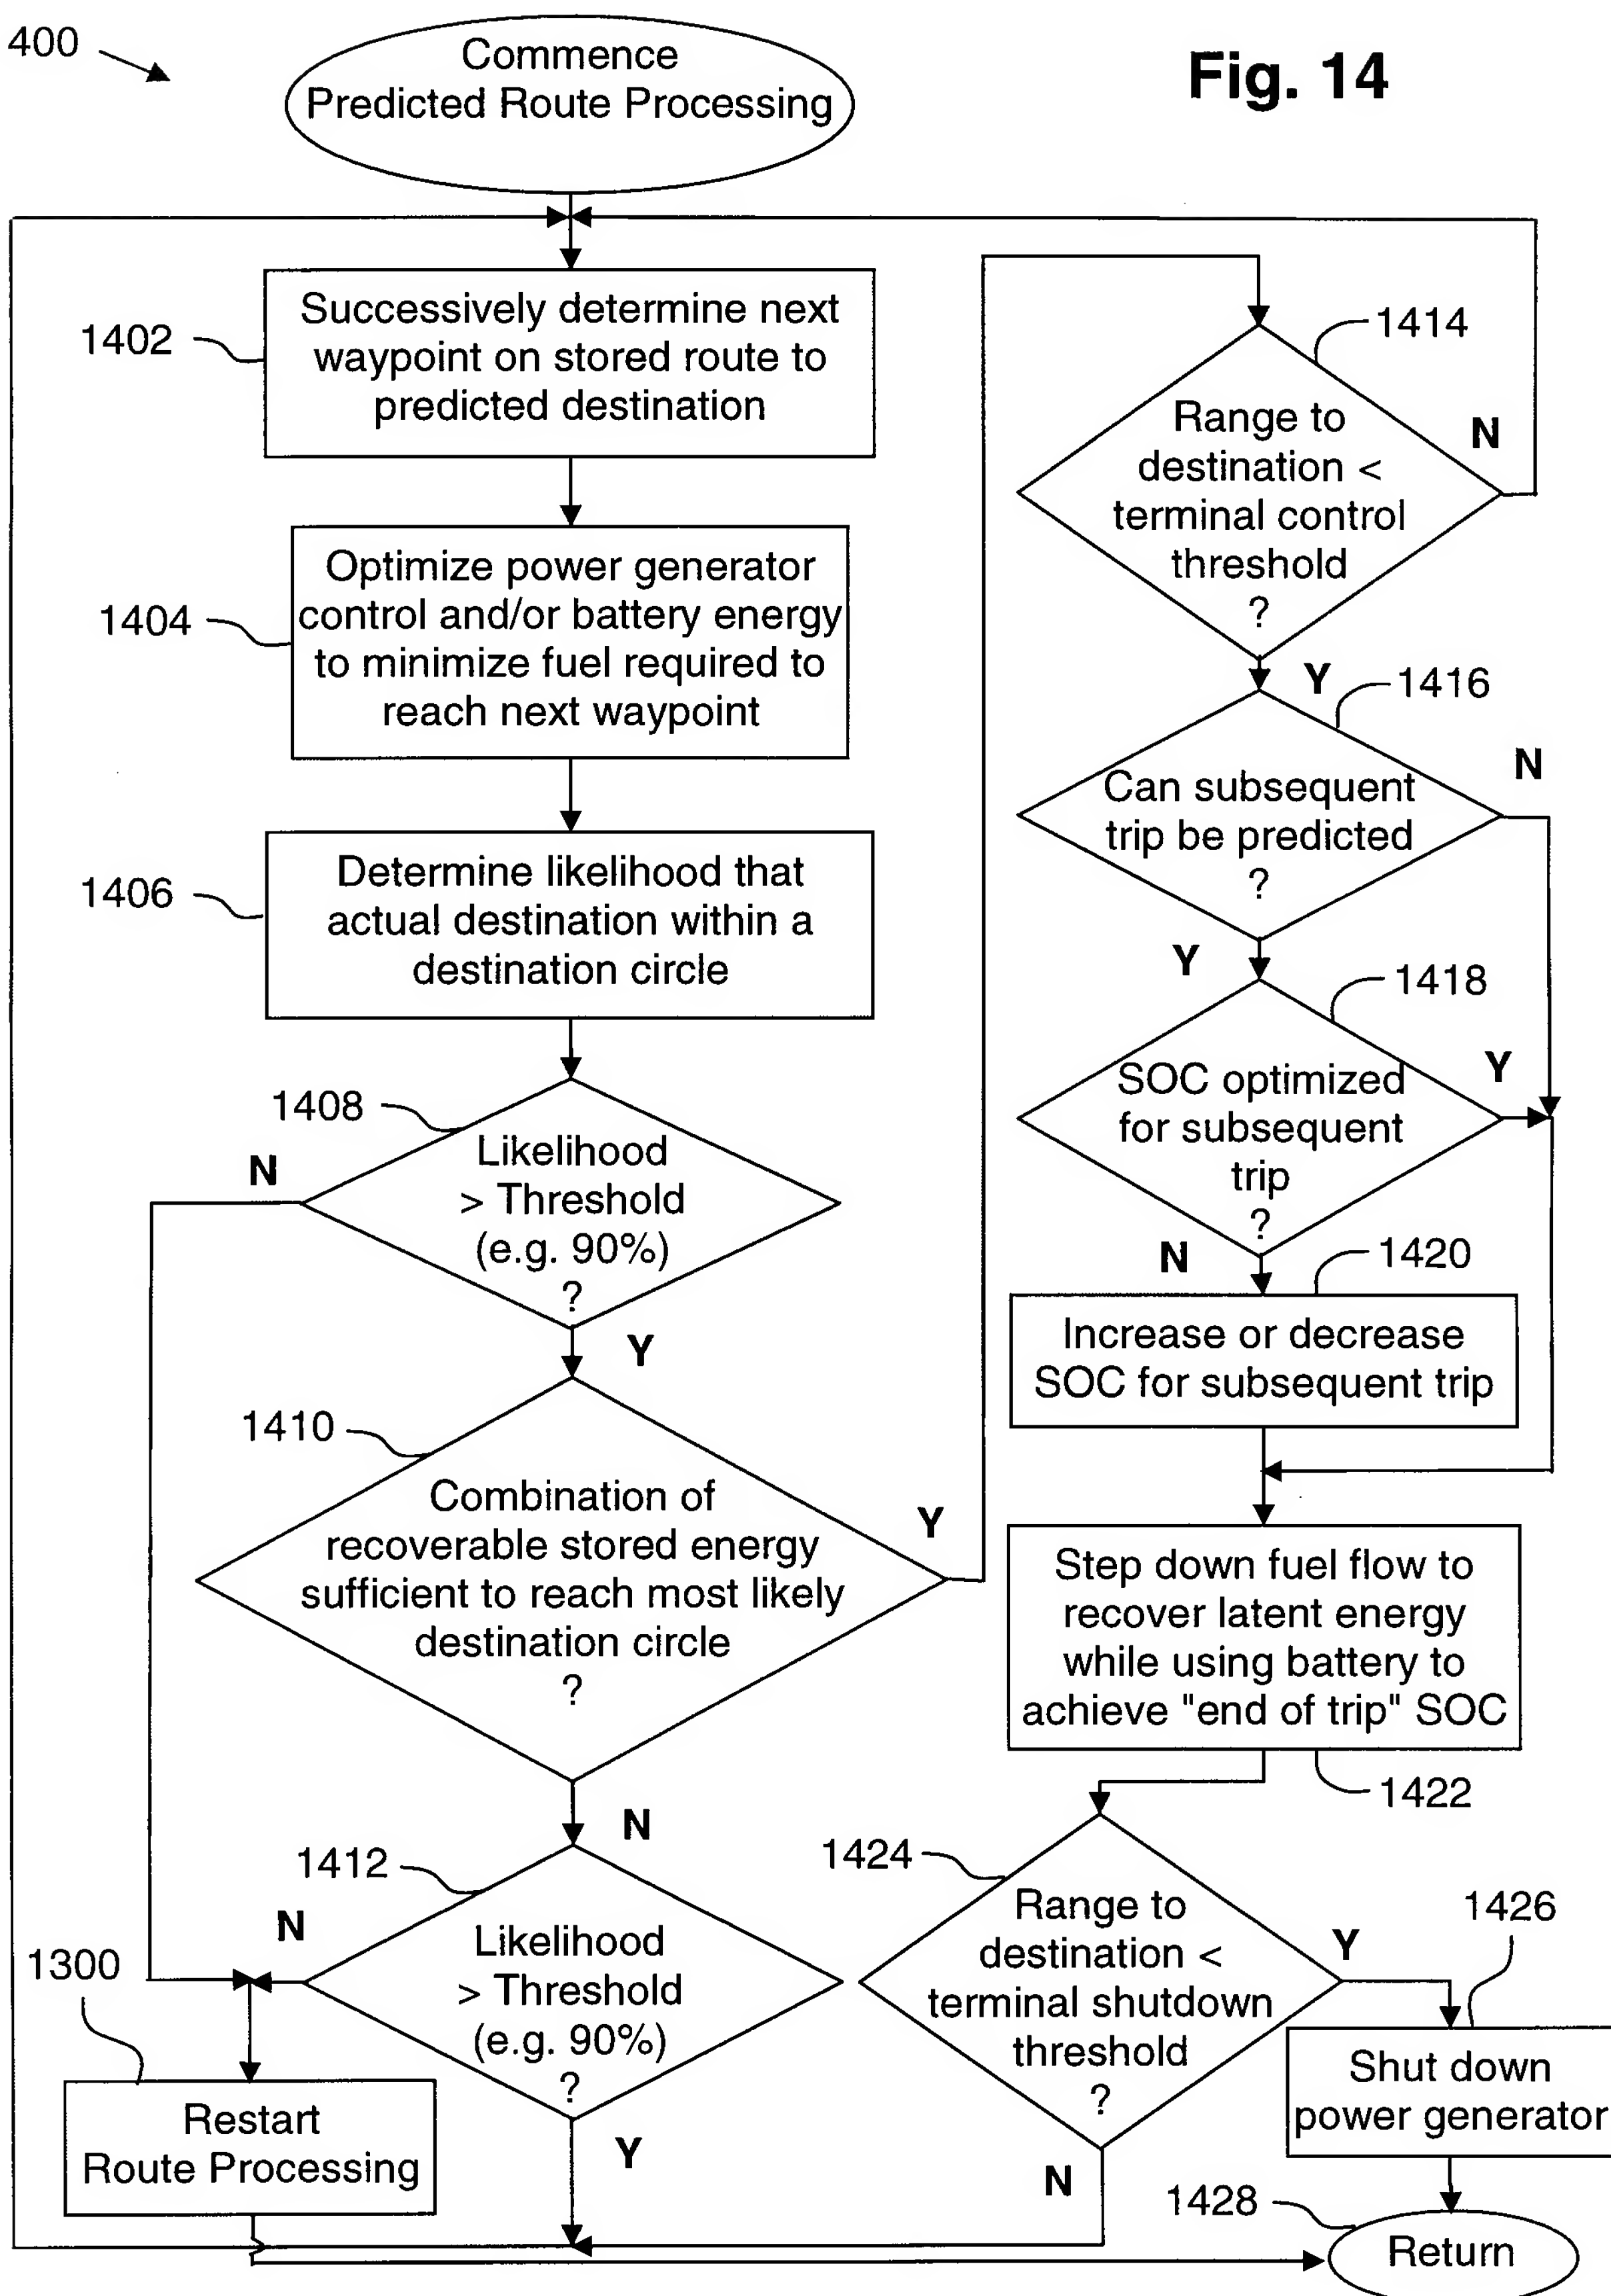 400
Commence
Predicted Route Processing
Fig. 14
1402
Successively determine next
waypoint on stored route to
predicted destination
1404
Optimize power generator
control and/or battery energy
to minimize fuel required to
reach next waypoint
1406
Determine likelihood that
actual destination within a
destination circle
1408
N
Likelihood
> Threshold
(e.g. 90%)
?
Y
1410
Combination of
recoverable stored energy
sufficient to reach most likely
destination circle
?
Y
N
1412
N
Likelihood
> Threshold
(e.g. 90%)
?
Y
1300
Restart
Route Processing
1414
Range to
destination <
terminal control
threshold
?
N
Y
1416
Can subsequent
trip be predicted
?
N
Y
1418
SOC optimized
for subsequent
trip
?
Y
N
1420
Increase or decrease
SOC for subsequent trip
Step down fuel flow to
recover latent energy
while using battery to
achieve "end of trip" SOC
1422
1424
Range to
destination <
terminal shutdown
threshold
?
Y
N
1426
Shut down
power generator
1428
Return